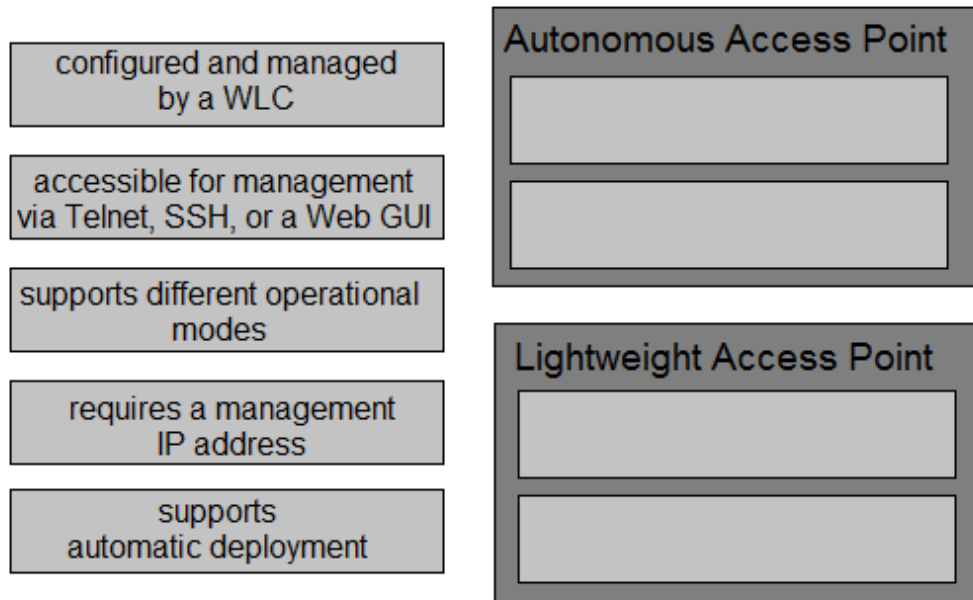 configured and managed
by a WLC
accessible for management
via Telnet, SSH, or a Web GUI
supports different operational
modes
requires a management
IP address
supports
automatic deployment
Autonomous Access Point
Lightweight Access Point